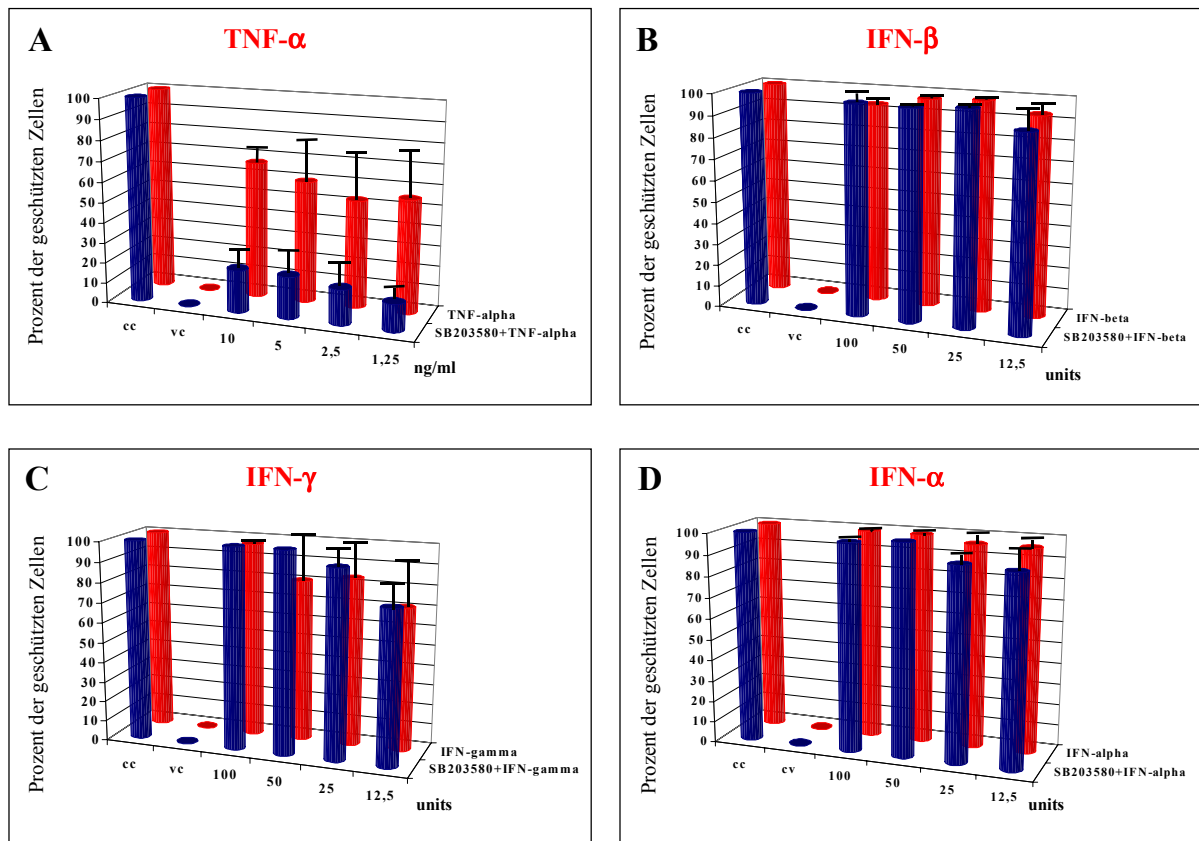 A
TNF-α
Prozent der geschützten Zellen
100
90
80
70
60
50
40
30
20
10
0
cc
vc
10
5
2,5
1,25
ng/ml
TNF-alpha
SB203580+TNF-alpha
B
IFN-β
Prozent der geschützten Zellen
100
90
80
70
60
50
40
30
20
10
0
cc
vc
100
50
25
12,5
units
IFN-beta
SB203580+IFN-beta
C
IFN-γ
Prozent der geschützten Zellen
100
90
80
70
60
50
40
30
20
10
0
cc
vc
100
50
25
12,5
units
IFN-gamma
SB203580+IFN-gamma
D
IFN-α
Prozent der geschützten Zellen
100
90
80
70
60
50
40
30
20
10
0
cc
cv
100
50
25
12,5
units
IFN-alpha
SB203580+IFN-alpha